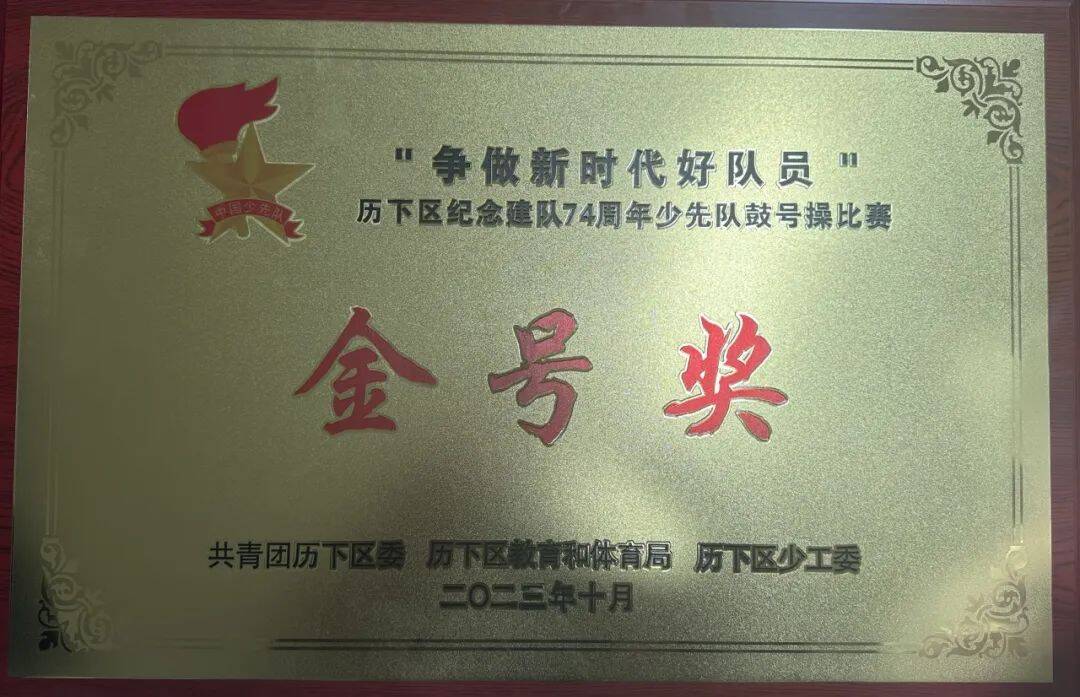 "争做新时代好队员"
历下区纪念建队74周年少先队鼓号操比赛
中国少先队
金号奖
共青团历下区委 历下区教育和体育局 历下区少工委
二〇二三年十月